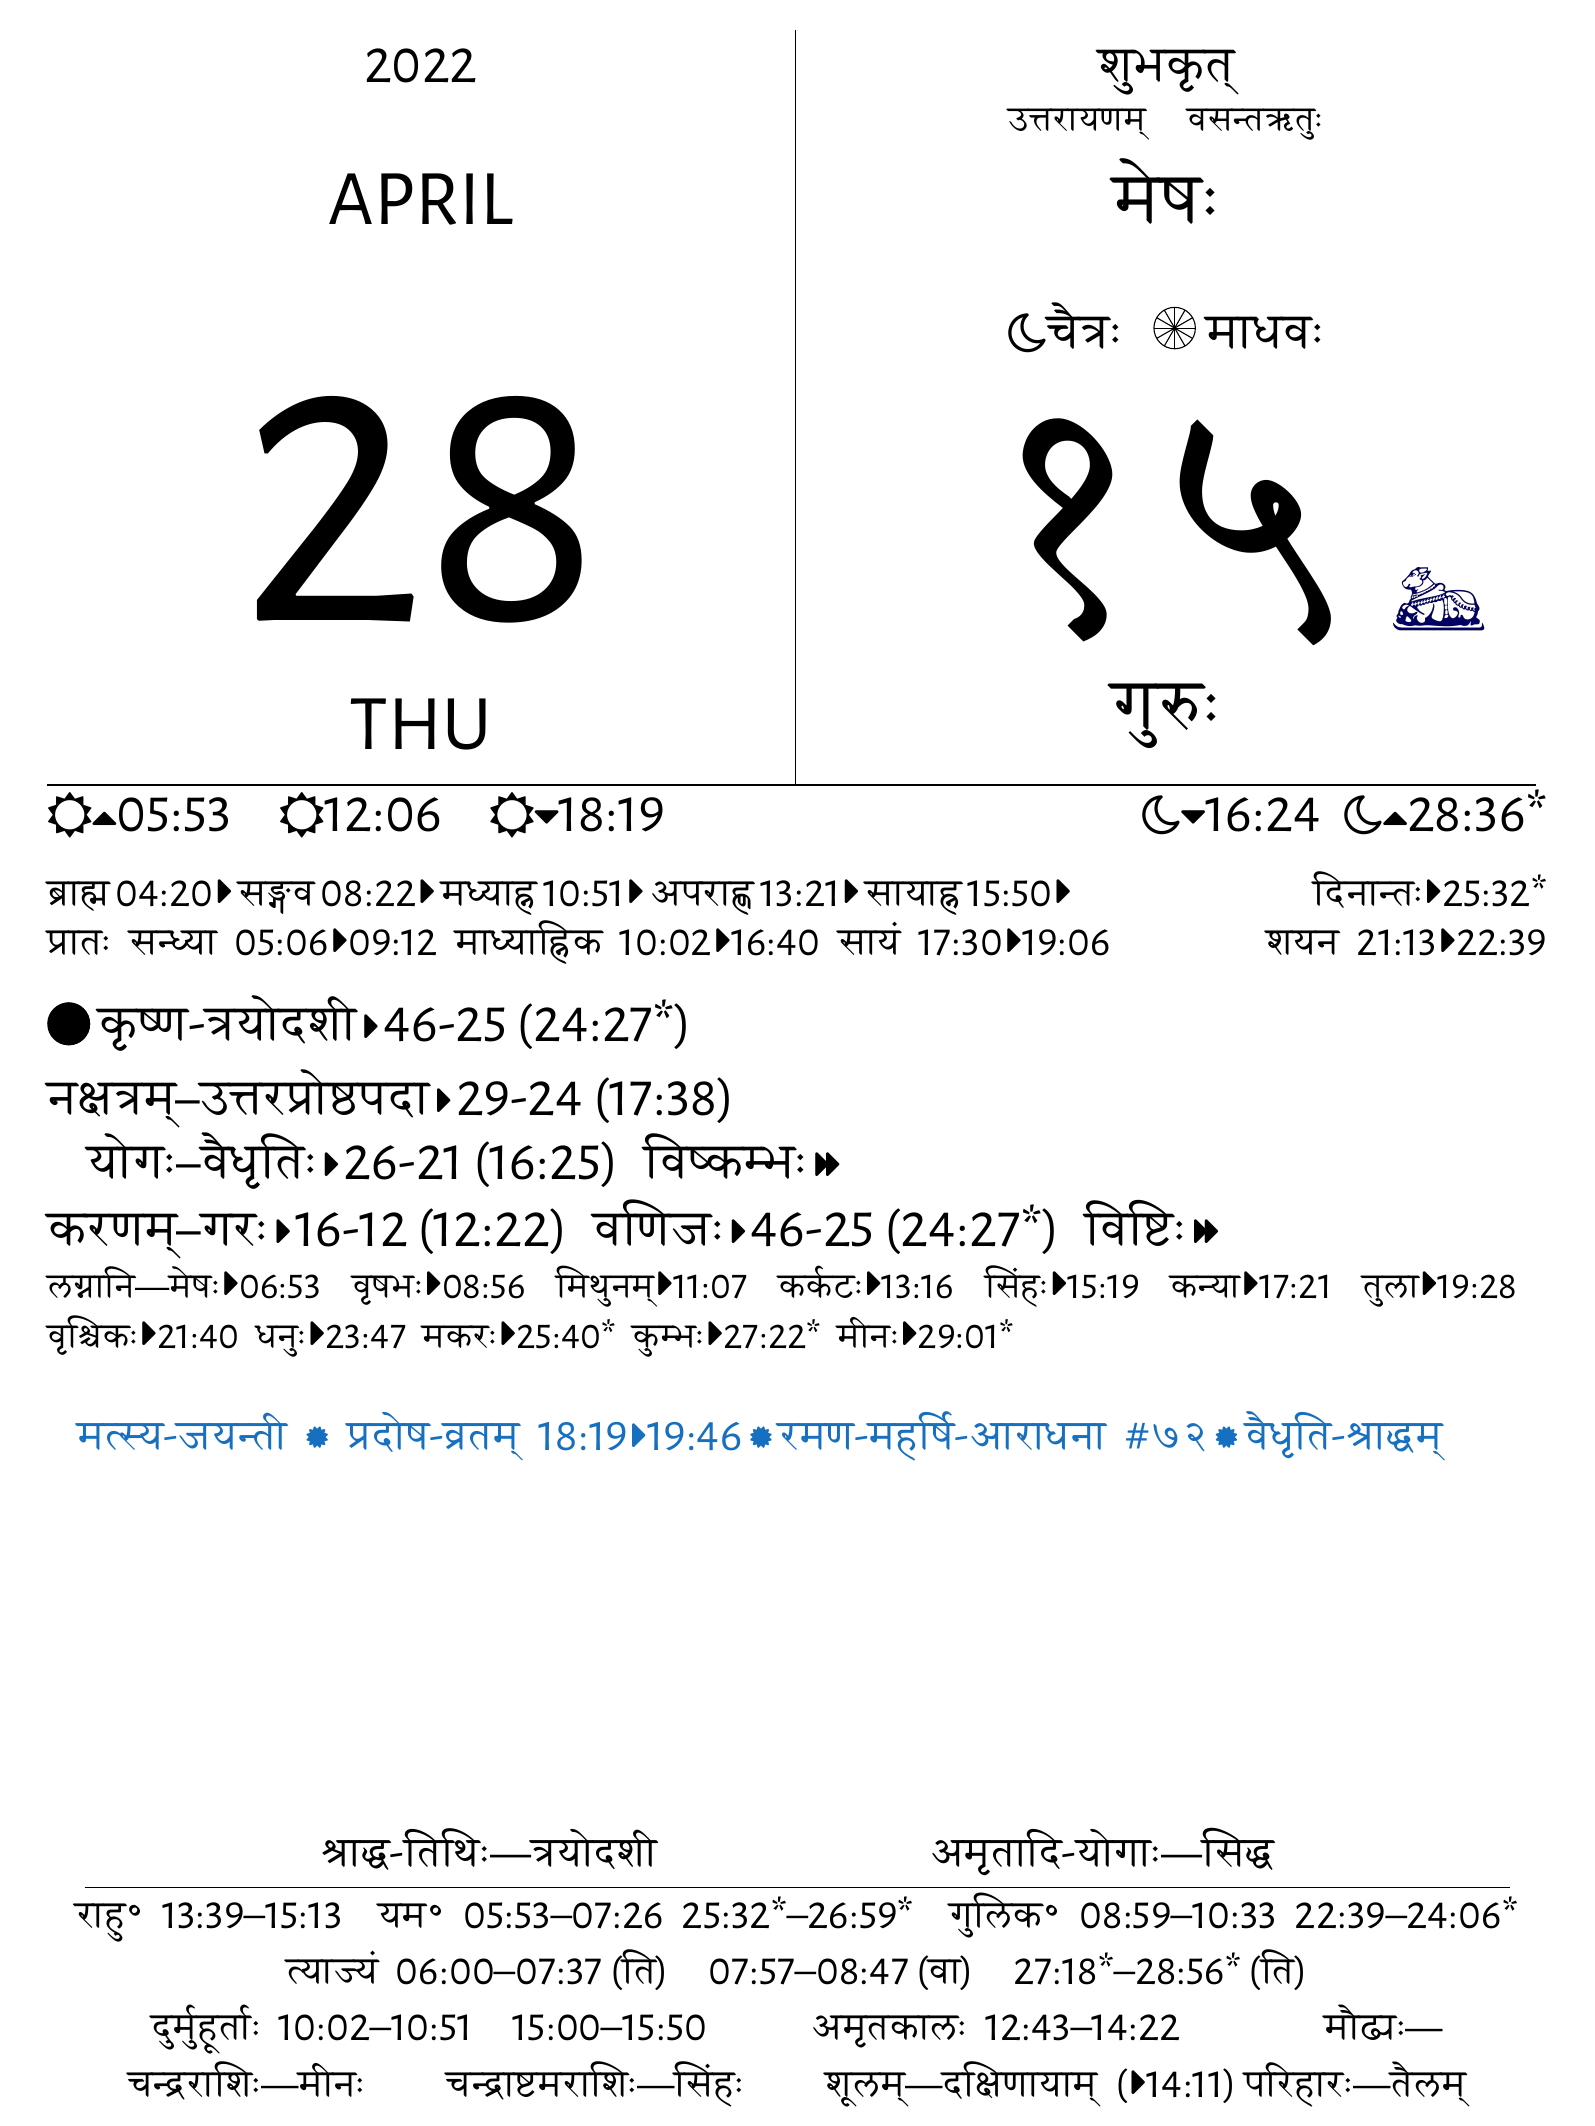 2022
APRIL
28
THU
शुभकृत्
उत्तरायणम् वसन्तऋतुः
मेषः
चैत्रः माधवः
१५
गुरुः
05:53 12:06 18:19 16:24 28:36*
ब्राह्म 04:20 सङ्गव 08:22 मध्याह्न 10:51 अपराह्ण 13:21 सायाह्न 15:50 दिनान्तः 25:32*
प्रातः सन्ध्या 05:06 09:12 माध्याह्निक 10:02 16:40 सायं 17:30 19:06 शयन 21:13 22:39
कृष्ण-त्रयोदशी 46-25 (24:27*)
नक्षत्रम्–उत्तरप्रोष्ठपदा 29-24 (17:38)
योगः–वैधृतिः 26-21 (16:25) विष्कम्भः
करणम्–गरः 16-12 (12:22) वणिजः 46-25 (24:27*) विष्टिः
लग्नानि—मेषः 06:53 वृषभः 08:56 मिथुनम् 11:07 कर्कटः 13:16 सिंहः 15:19 कन्या 17:21 तुला 19:28
वृश्चिकः 21:40 धनुः 23:47 मकरः 25:40* कुम्भः 27:22* मीनः 29:01*
मत्स्य-जयन्ती प्रदोष-व्रतम् 18:19 19:46 रमण-महर्षि-आराधना #७२ वैधृति-श्राद्धम्
श्राद्ध-तिथिः—त्रयोदशी अमृतादि-योगाः—सिद्ध
राहु॰ 13:39–15:13 यम॰ 05:53–07:26 25:32*–26:59* गुलिक॰ 08:59–10:33 22:39–24:06*
त्याज्यं 06:00–07:37 (ति) 07:57–08:47 (वा) 27:18*–28:56* (ति)
दुर्मुहूर्ताः 10:02–10:51 15:00–15:50 अमृतकालः 12:43–14:22 मौढ्यः—
चन्द्रराशिः—मीनः चन्द्राष्टमराशिः—सिंहः शूलम्—दक्षिणायाम् (14:11) परिहारः—तैलम्